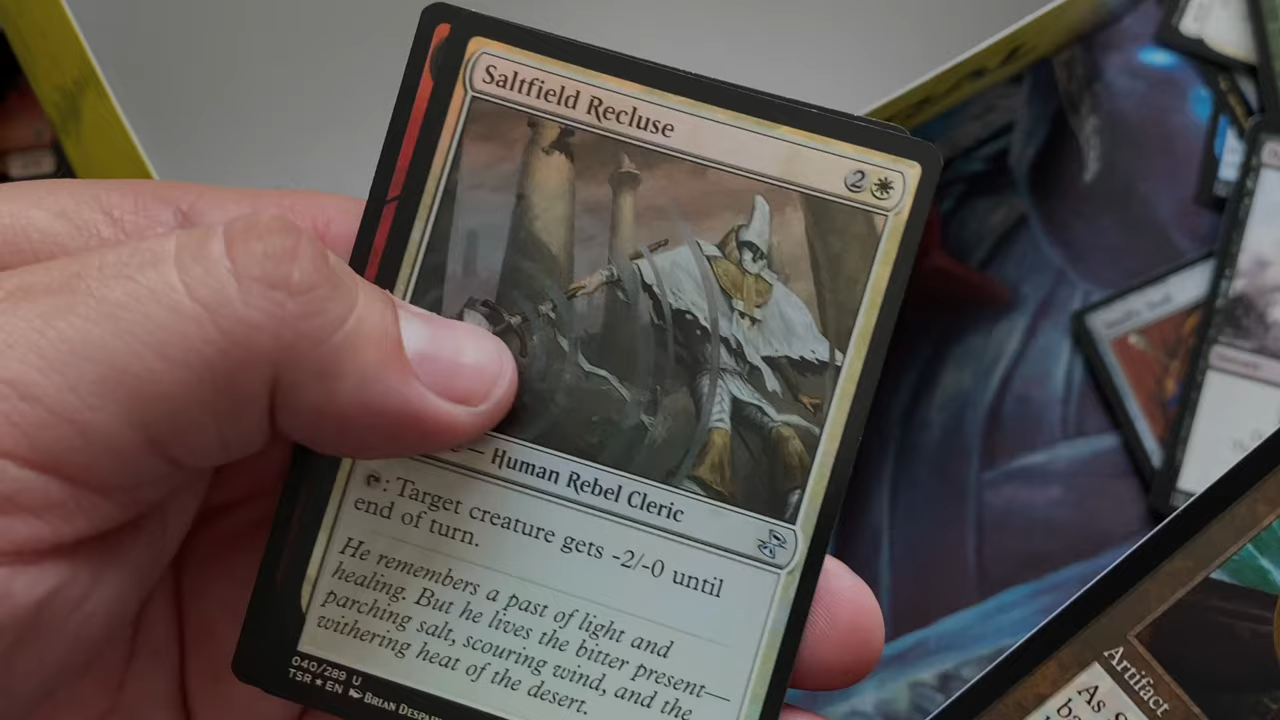 Saltfield Recluse
2
— Human Rebel Cleric
: Target creature gets -2/-0 until
end of turn.
He remembers a past of light and
healing. But he lives the bitter present—
parching salt, scouring wind, and the
withering heat of the desert.
040/289 U
TSR ★ EN BRIAN
Artifact
As